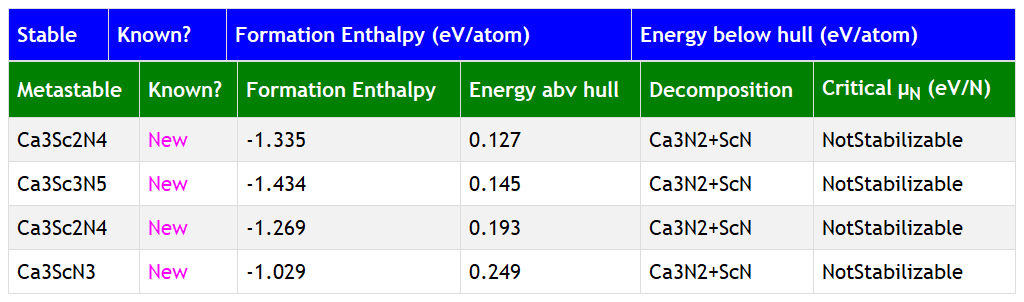 Stable Known? Formation Enthalpy (eV/atom) Energy below hull (eV/atom)
Metastable Known? Formation Enthalpy Energy abv hull Decomposition Critical μN (eV/N)
Ca3Sc2N4 New -1.335 0.127 Ca3N2+ScN NotStabilizable
Ca3Sc3N5 New -1.434 0.145 Ca3N2+ScN NotStabilizable
Ca3Sc2N4 New -1.269 0.193 Ca3N2+ScN NotStabilizable
Ca3ScN3 New -1.029 0.249 Ca3N2+ScN NotStabilizable